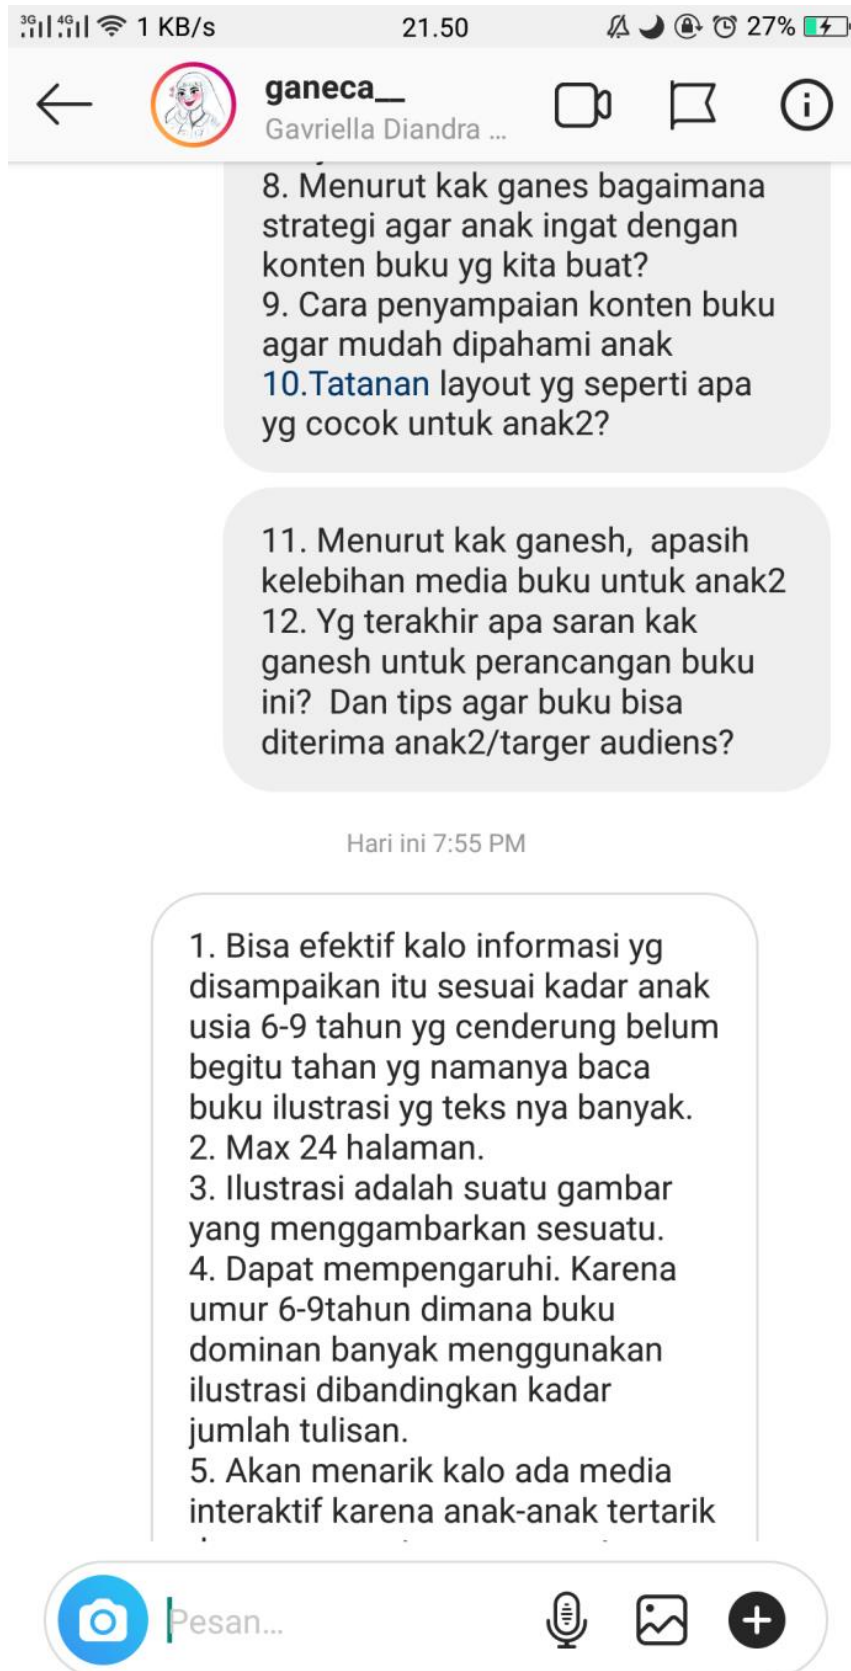 3G 4G 1 KB/s 21.50 27%
ganeca__
Gavriella Diandra ...
8. Menurut kak ganes bagaimana
strategi agar anak ingat dengan
konten buku yg kita buat?
9. Cara penyampaian konten buku
agar mudah dipahami anak
10.Tatanan layout yg seperti apa
yg cocok untuk anak2?
11. Menurut kak ganesh,  apasih
kelebihan media buku untuk anak2
12. Yg terakhir apa saran kak
ganesh untuk perancangan buku
ini?  Dan tips agar buku bisa
diterima anak2/targer audiens?
Hari ini 7:55 PM
1. Bisa efektif kalo informasi yg
disampaikan itu sesuai kadar anak
usia 6-9 tahun yg cenderung belum
begitu tahan yg namanya baca
buku ilustrasi yg teks nya banyak.
2. Max 24 halaman.
3. Ilustrasi adalah suatu gambar
yang menggambarkan sesuatu.
4. Dapat mempengaruhi. Karena
umur 6-9tahun dimana buku
dominan banyak menggunakan
ilustrasi dibandingkan kadar
jumlah tulisan.
5. Akan menarik kalo ada media
interaktif karena anak-anak tertarik
Pesan...